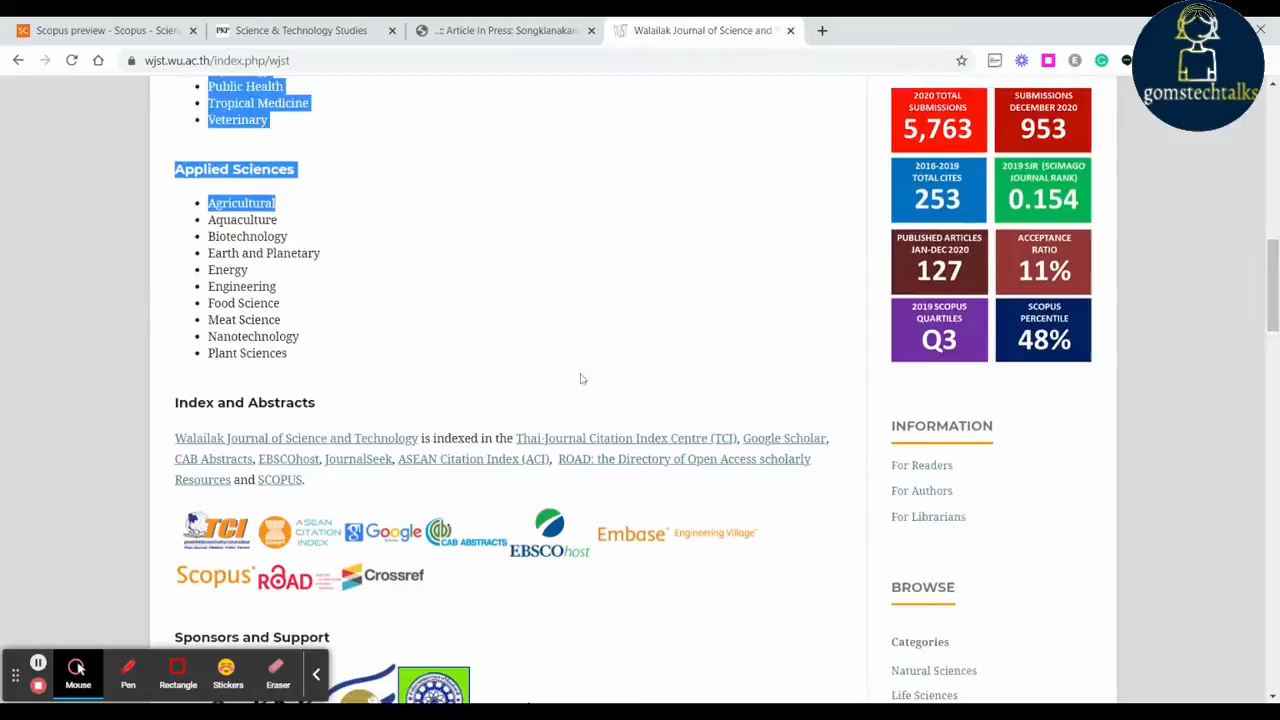 Scopus preview - Scopus - Scien
Science & Technology Studies
..:: Article In Press: Songklanakari
Walailak Journal of Science and T
wjst.wu.ac.th/index.php/wjst
gomstechtalks
Public Health
Tropical Medicine
Veterinary
Applied Sciences
Agricultural
Aquaculture
Biotechnology
Earth and Planetary
Energy
Engineering
Food Science
Meat Science
Nanotechnology
Plant Sciences
Index and Abstracts
Walailak Journal of Science and Technology is indexed in the Thai-Journal Citation Index Centre (TCI), Google Scholar,
CAB Abstracts, EBSCOhost, JournalSeek, ASEAN Citation Index (ACI), ROAD: the Directory of Open Access scholarly
Resources and SCOPUS.
TCI
ASEAN
CITATION
INDEX
Google
CAB ABSTRACTS
EBSCOhost
Embase®
Engineering Village™
Scopus®
ROAD
Crossref
Sponsors and Support
2020 TOTAL
SUBMISSIONS
5,763
SUBMISSIONS
DECEMBER 2020
953
2016-2019
TOTAL CITES
253
2019 SJR (SCIMAGO
JOURNAL RANK)
0.154
PUBLISHED ARTICLES
JAN-DEC 2020
127
ACCEPTANCE
RATIO
11%
2019 SCOPUS
QUARTILES
Q3
SCOPUS
PERCENTILE
48%
INFORMATION
For Readers
For Authors
For Librarians
BROWSE
Categories
Natural Sciences
Life Sciences
Mouse
Pen
Rectangle
Stickers
Eraser